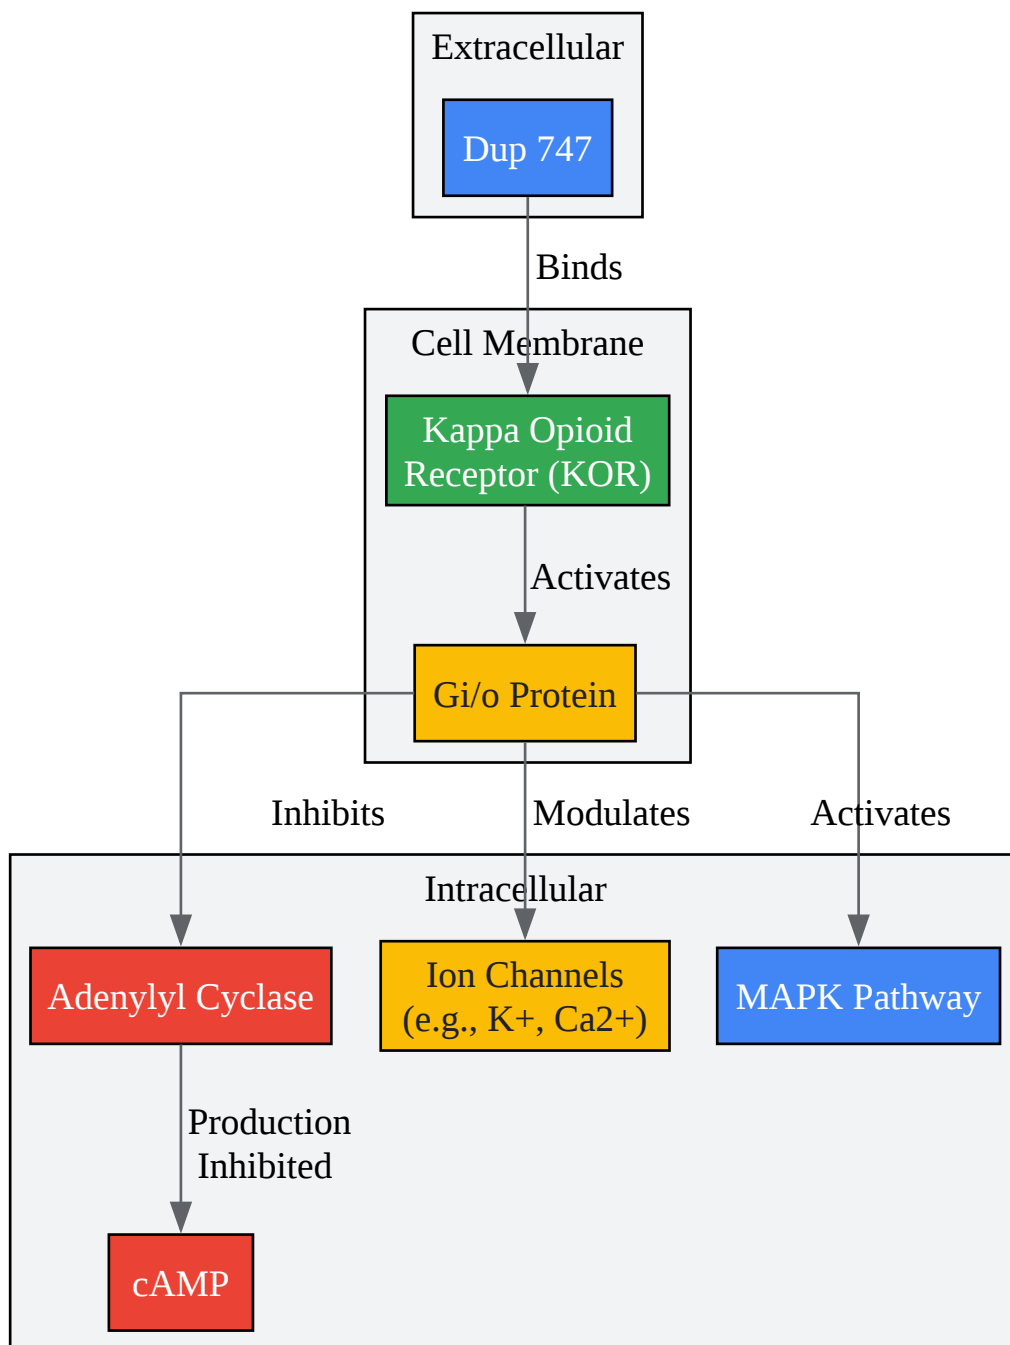 Extracellular
Dup 747
Binds
Cell Membrane
Kappa Opioid
Receptor (KOR)
Activates
Gi/o Protein
Inhibits
Modulates
Activates
Intracellular
Adenylyl Cyclase
Ion Channels
(e.g., K+, Ca2+)
MAPK Pathway
Production
Inhibited
cAMP